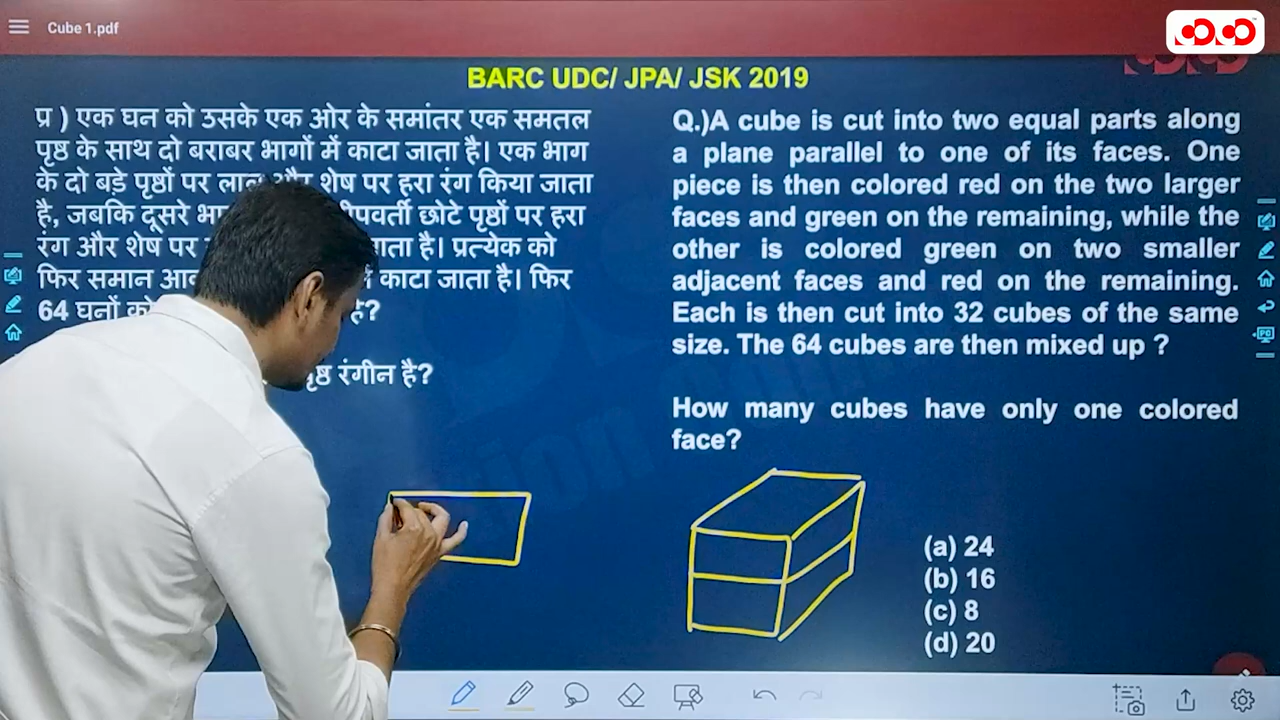 Cube 1.pdf
BARC UDC/ JPA/ JSK 2019
प्र ) एक घन को उसके एक ओर के समांतर एक समतल
पृष्ठ के साथ दो बराबर भागों में काटा जाता है। एक भाग
के दो बड़े पृष्ठों पर लाल और शेष पर हरा रंग किया जाता
है, जबकि दूसरे छोटे पृष्ठों पर हरा
रंग और शेष पर जाता है। प्रत्येक को
फिर समान काटा जाता है। फिर
64 घनों को है?
पृष्ठ रंगीन है?
Q.)A cube is cut into two equal parts along
a plane parallel to one of its faces. One
piece is then colored red on the two larger
faces and green on the remaining, while the
other is colored green on two smaller
adjacent faces and red on the remaining.
Each is then cut into 32 cubes of the same
size. The 64 cubes are then mixed up ?
How many cubes have only one colored
face?
(a) 24
(b) 16
(c) 8
(d) 20